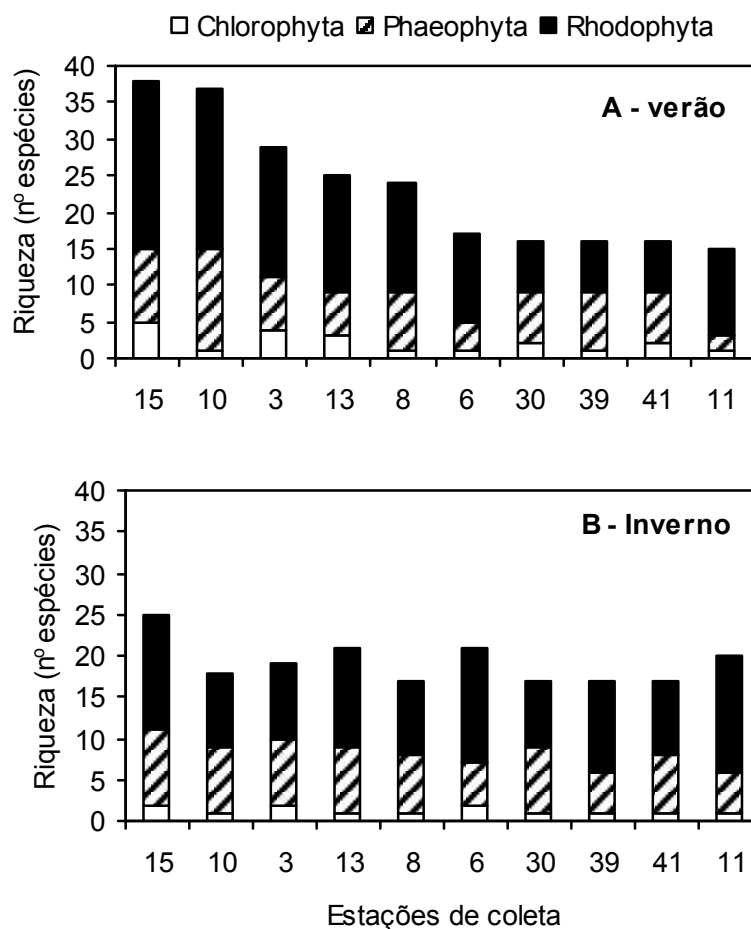 Chlorophyta Phaeophyta Rhodophyta
A - verão
Riqueza (nº espécies)
40
35
30
25
20
15
10
5
0
15 10 3 13 8 6 30 39 41 11
B - Inverno
Riqueza (nº espécies)
40
35
30
25
20
15
10
5
0
15 10 3 13 8 6 30 39 41 11
Estações de coleta